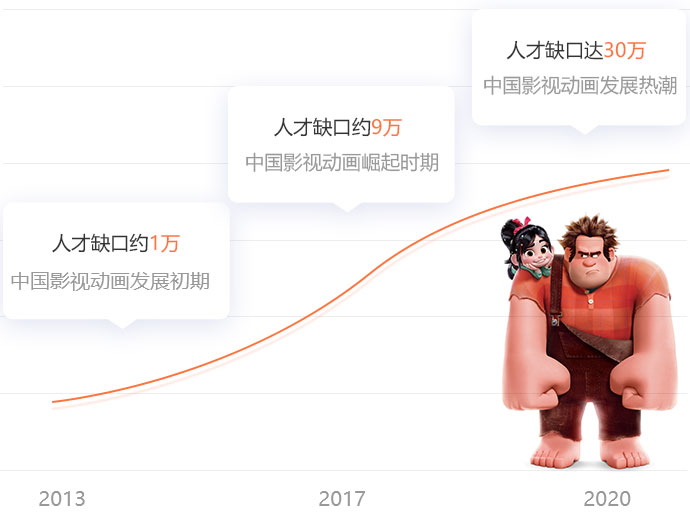 人才缺口达30万
中国影视动画发展热潮
人才缺口约9万
中国影视动画崛起时期
人才缺口约1万
中国影视动画发展初期
2013
2017
2020